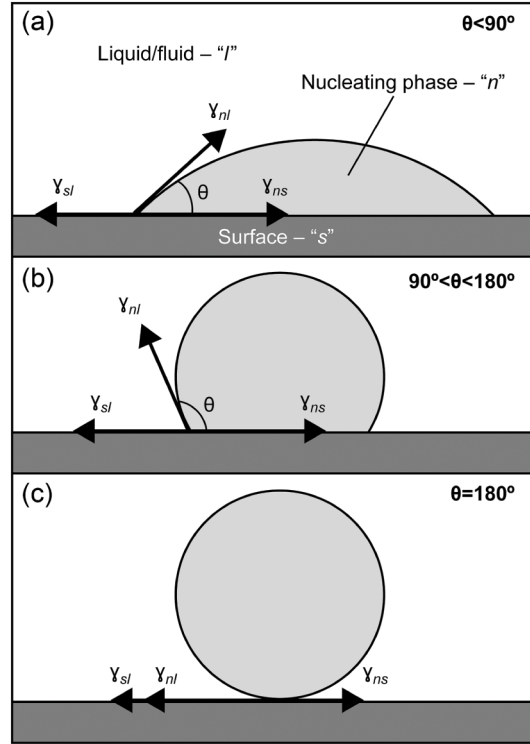 (a)
θ<90º
Liquid/fluid – “l”
Nucleating phase – “n”
γnl
γsl
θ
γns
Surface – “s”
(b)
90º<θ<180º
γnl
γsl
θ
γns
(c)
θ=180º
γsl
γnl
γns